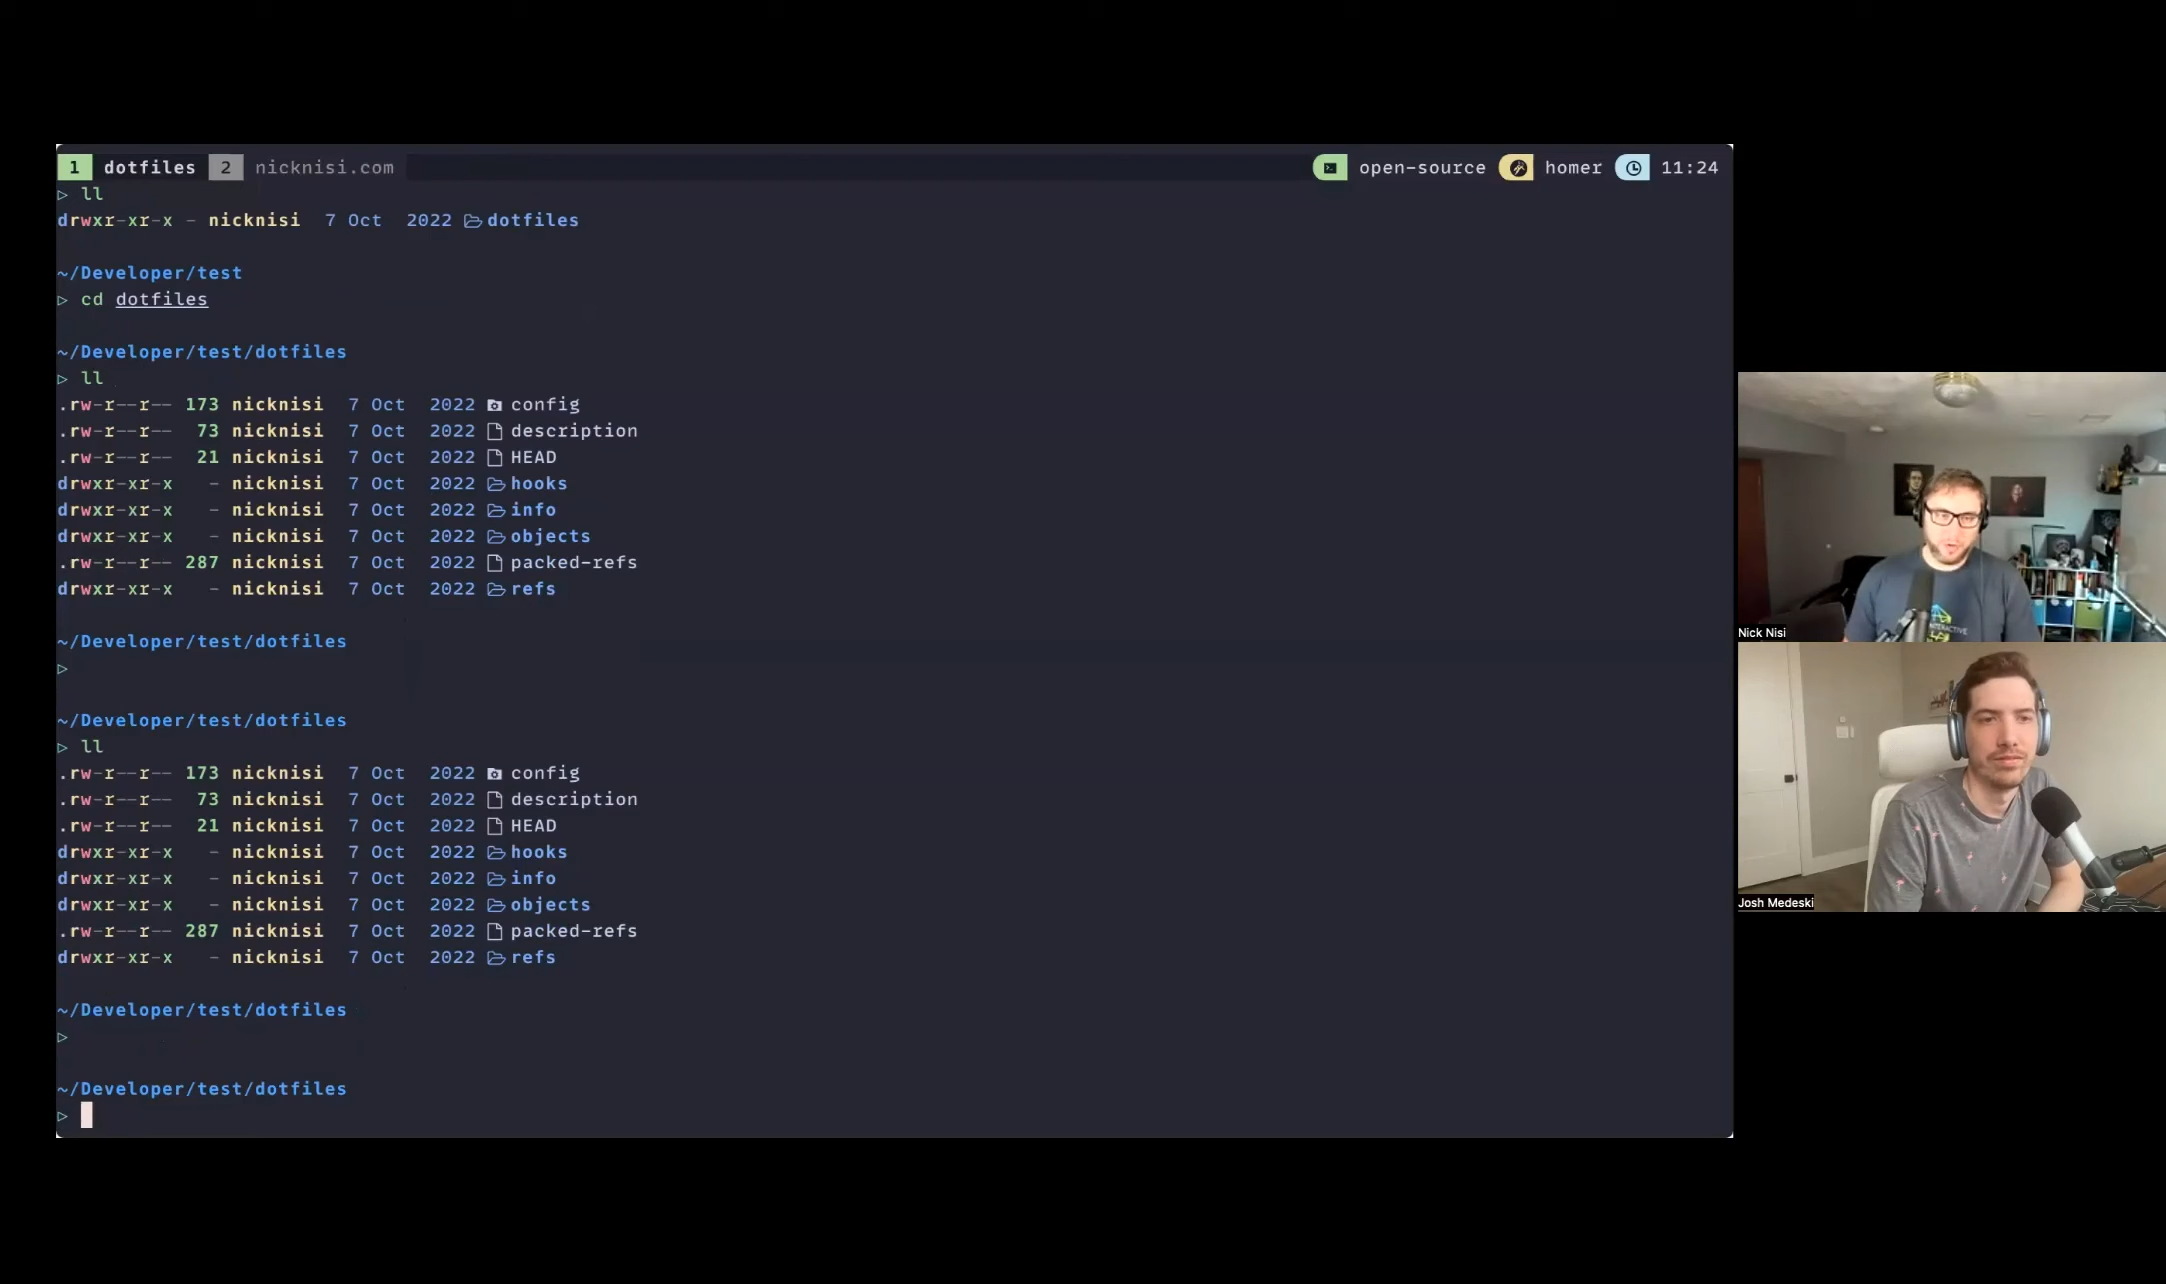 1 dotfiles 2 nicknisi.com open-source homer 11:24
▷ ll
drwxr-xr-x - nicknisi 7 Oct 2022 dotfiles
~/Developer/test
▷ cd dotfiles
~/Developer/test/dotfiles
▷ ll
.rw-r--r-- 173 nicknisi 7 Oct 2022 config
.rw-r--r-- 73 nicknisi 7 Oct 2022 description
.rw-r--r-- 21 nicknisi 7 Oct 2022 HEAD
drwxr-xr-x - nicknisi 7 Oct 2022 hooks
drwxr-xr-x - nicknisi 7 Oct 2022 info
drwxr-xr-x - nicknisi 7 Oct 2022 objects
.rw-r--r-- 287 nicknisi 7 Oct 2022 packed-refs
drwxr-xr-x - nicknisi 7 Oct 2022 refs
~/Developer/test/dotfiles
▷
~/Developer/test/dotfiles
▷ ll
.rw-r--r-- 173 nicknisi 7 Oct 2022 config
.rw-r--r-- 73 nicknisi 7 Oct 2022 description
.rw-r--r-- 21 nicknisi 7 Oct 2022 HEAD
drwxr-xr-x - nicknisi 7 Oct 2022 hooks
drwxr-xr-x - nicknisi 7 Oct 2022 info
drwxr-xr-x - nicknisi 7 Oct 2022 objects
.rw-r--r-- 287 nicknisi 7 Oct 2022 packed-refs
drwxr-xr-x - nicknisi 7 Oct 2022 refs
~/Developer/test/dotfiles
▷
~/Developer/test/dotfiles
▷
Nick Nisi
Josh Medeski